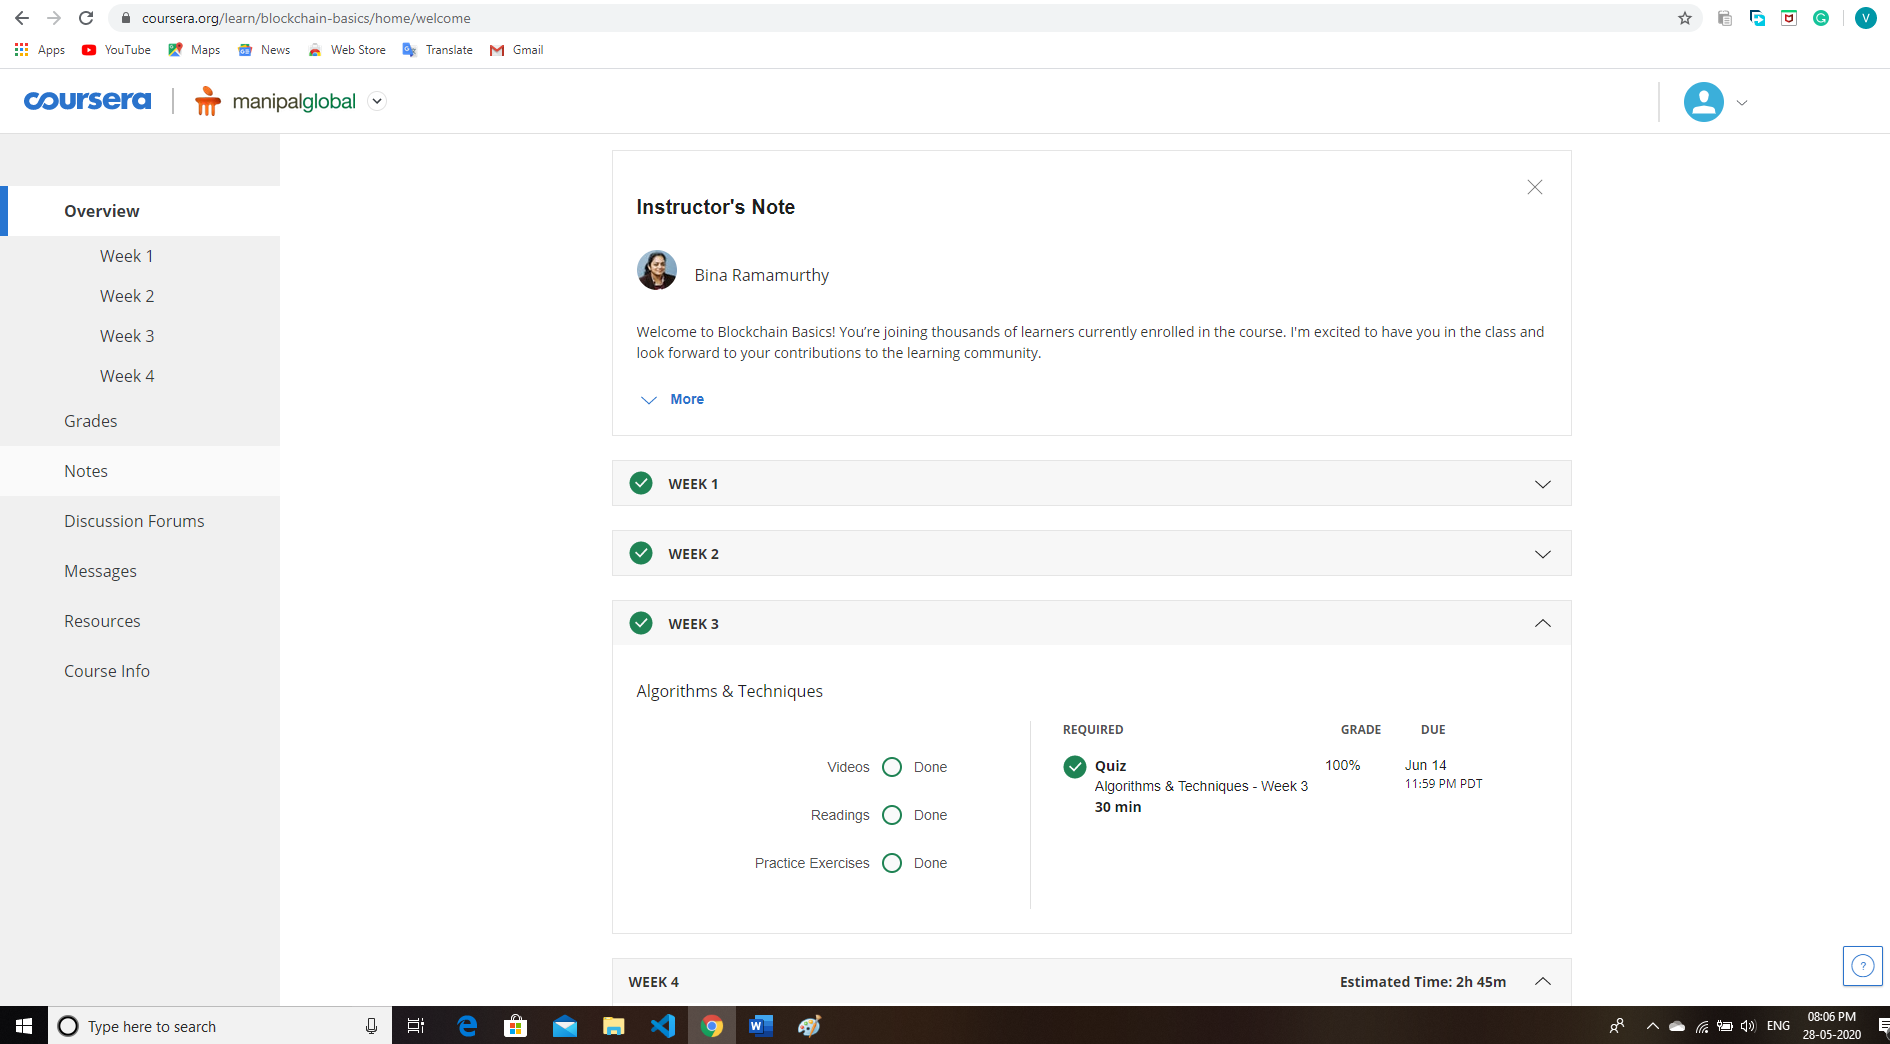 coursera.org/learn/blockchain-basics/home/welcome
V
Apps YouTube Maps News Web Store Translate Gmail
coursera manipalglobal
Overview
Week 1
Week 2
Week 3
Week 4
Grades
Notes
Discussion Forums
Messages
Resources
Course Info
Instructor's Note
Bina Ramamurthy
Welcome to Blockchain Basics! You’re joining thousands of learners currently enrolled in the course. I'm excited to have you in the class and
look forward to your contributions to the learning community.
More
WEEK 1
WEEK 2
WEEK 3
Algorithms & Techniques
Videos Done
Readings Done
Practice Exercises Done
REQUIRED GRADE DUE
Quiz 100% Jun 14
Algorithms & Techniques - Week 3 11:59 PM PDT
30 min
WEEK 4 Estimated Time: 2h 45m
?
Type here to search
ENG
08:06 PM
28-05-2020